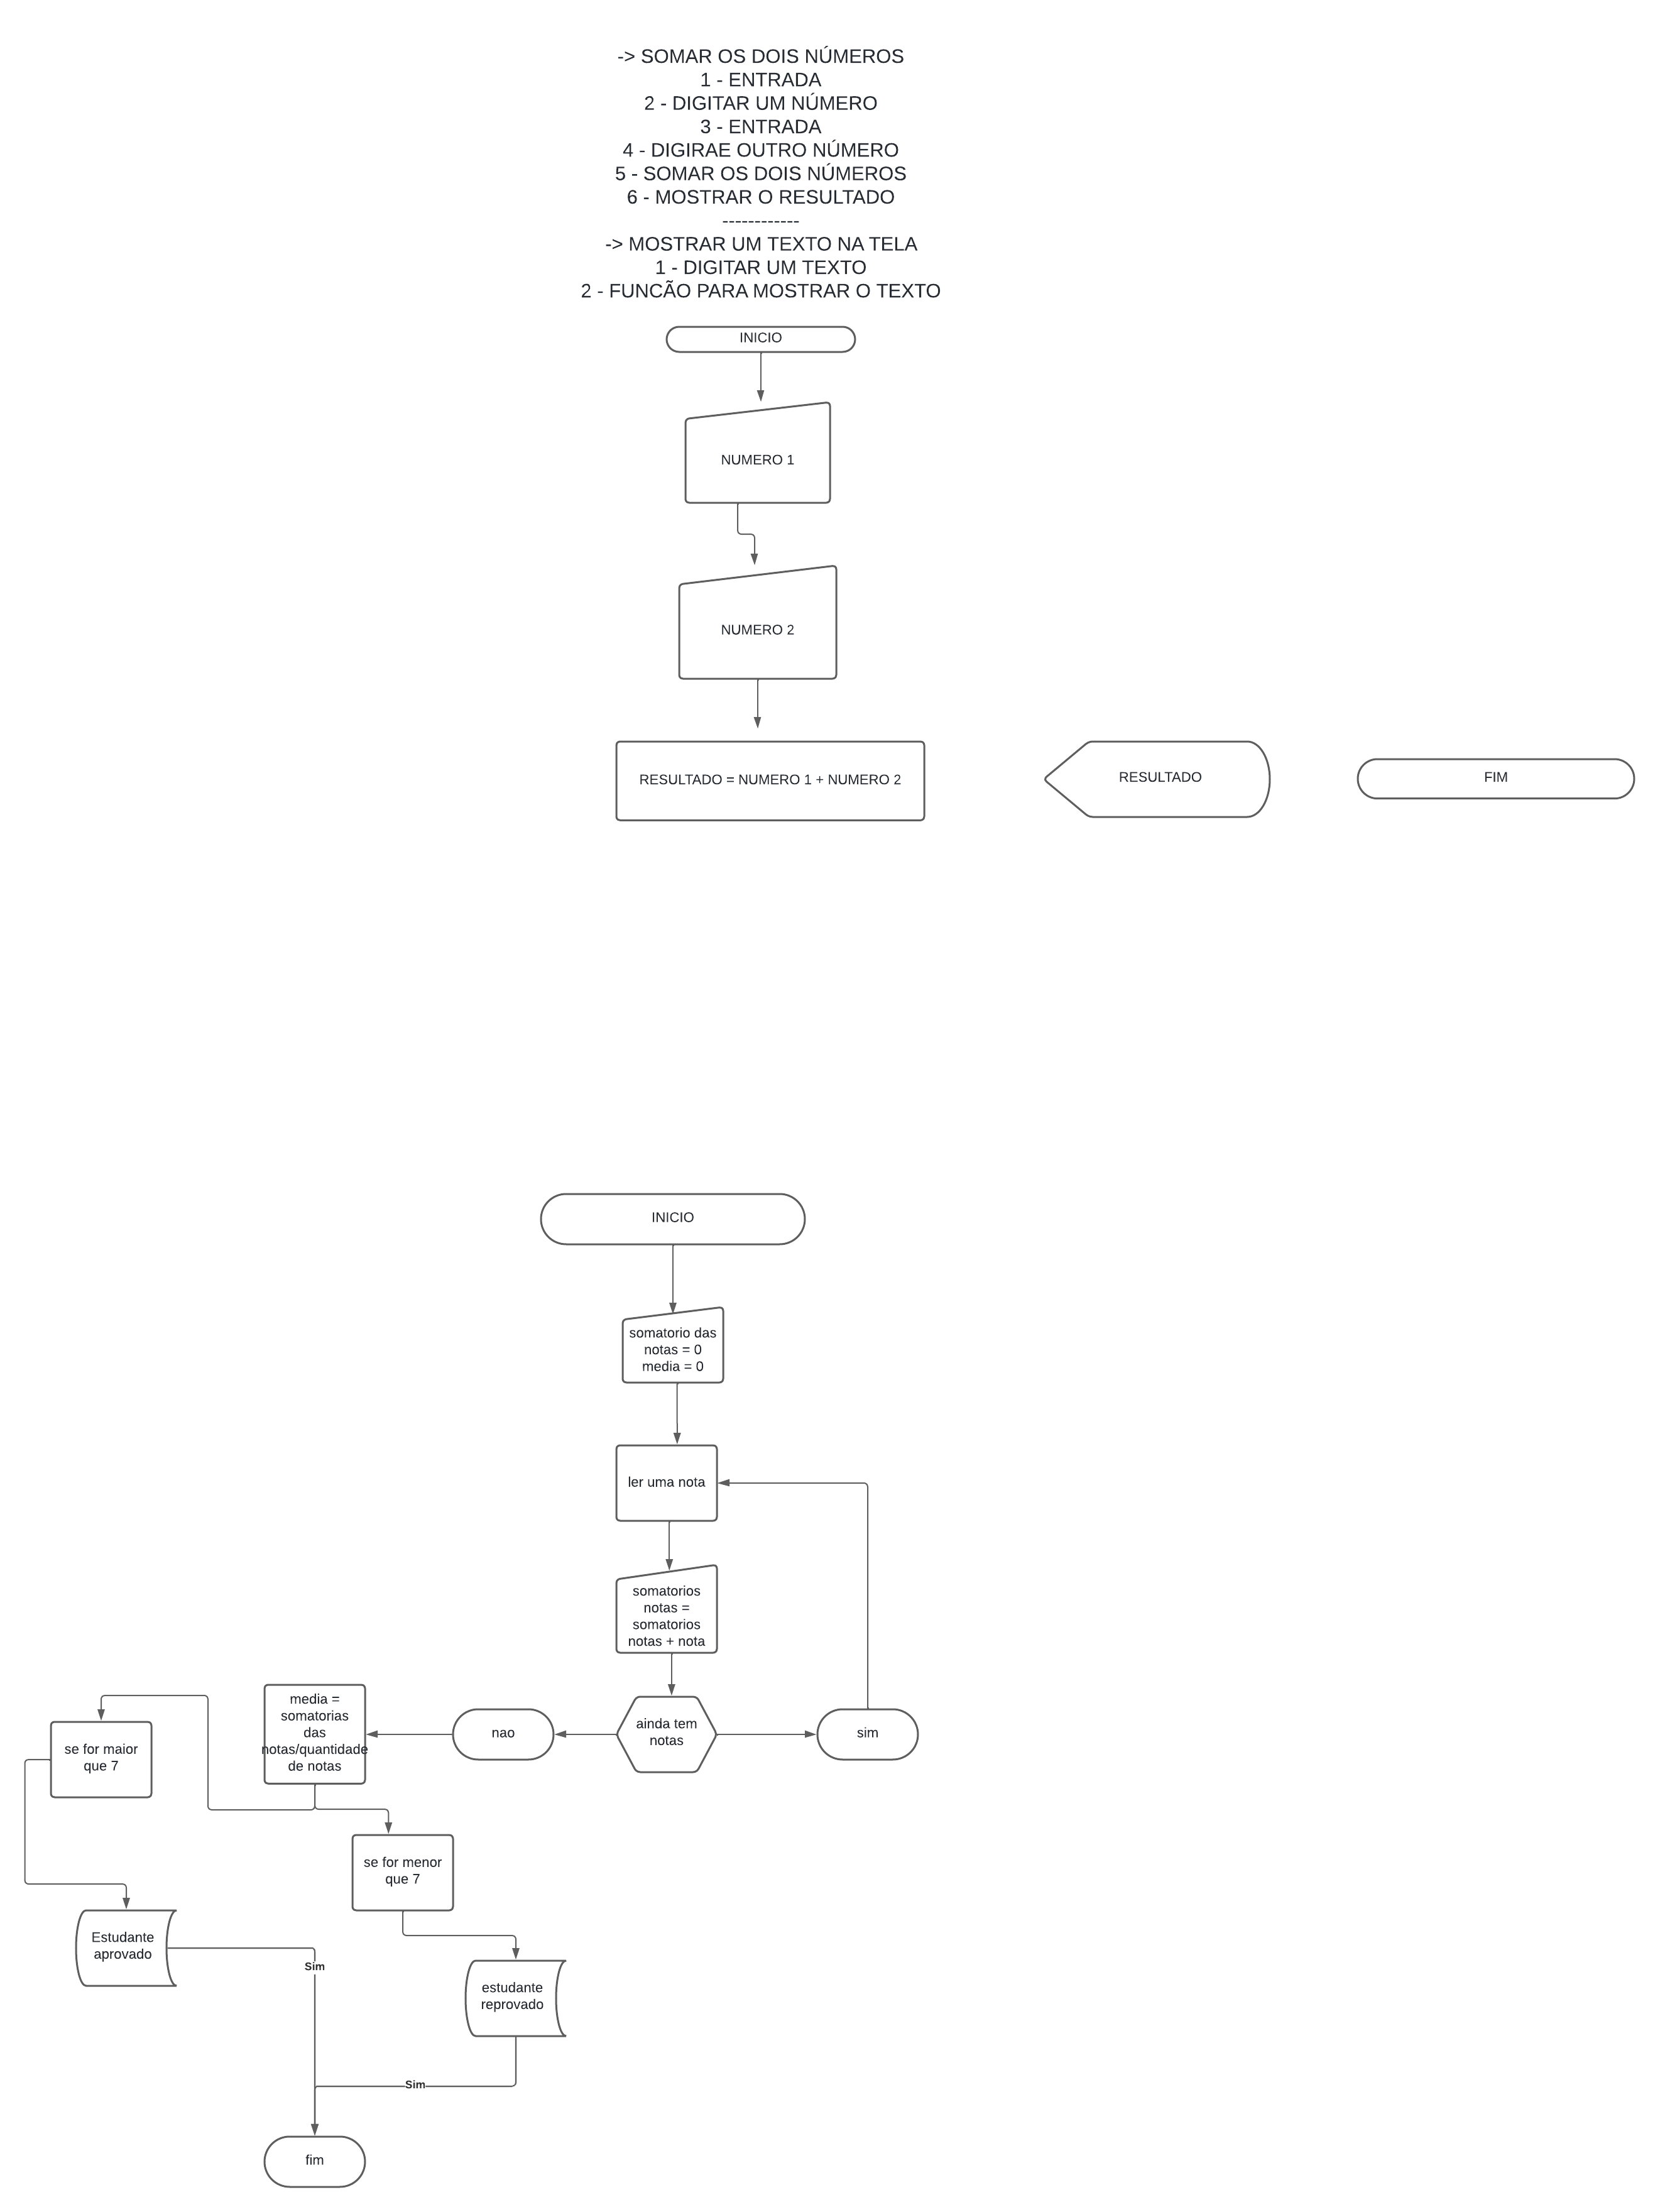 -> SOMAR OS DOIS NÚMEROS
1 - ENTRADA
2 - DIGITAR UM NÚMERO
3 - ENTRADA
4 - DIGIRAE OUTRO NÚMERO
5 - SOMAR OS DOIS NÚMEROS
6 - MOSTRAR O RESULTADO
------------
-> MOSTRAR UM TEXTO NA TELA
1 - DIGITAR UM TEXTO
2 - FUNCÃO PARA MOSTRAR O TEXTO
INICIO
NUMERO 1
NUMERO 2
RESULTADO = NUMERO 1 + NUMERO 2
RESULTADO
FIM
INICIO
somatorio das
notas = 0
media = 0
ler uma nota
somatorios
notas =
somatorios
notas + nota
ainda tem
notas
sim
nao
media =
somatorias
das
notas/quantidade
de notas
se for maior
que 7
se for menor
que 7
Estudante
aprovado
Sim
estudante
reprovado
Sim
fim